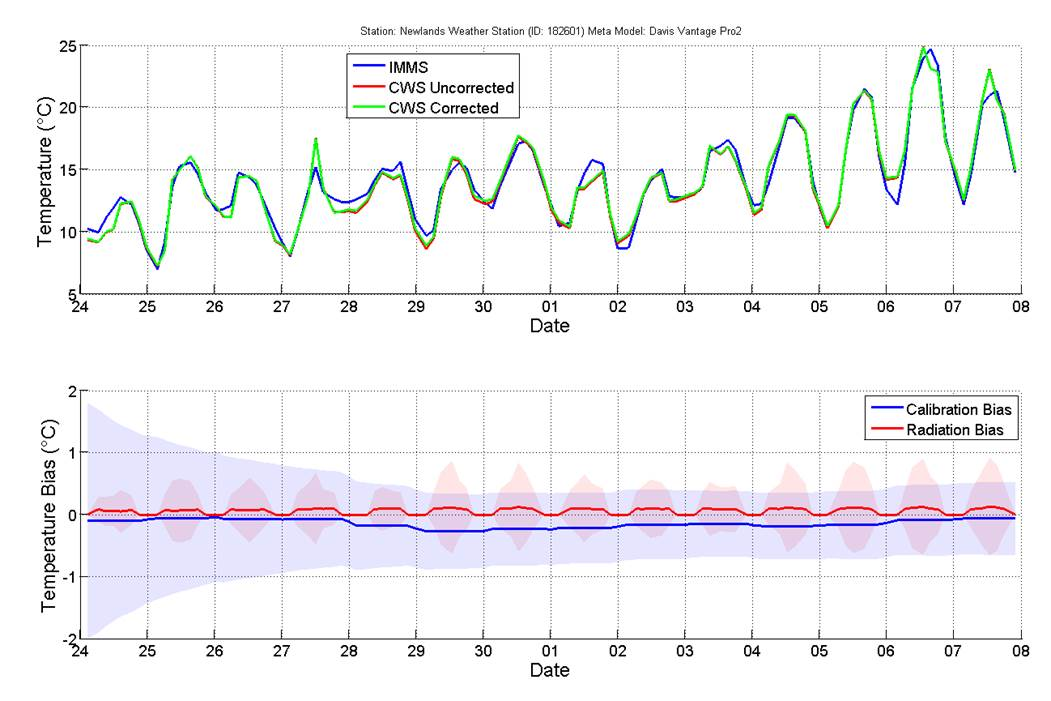 Station: Newlands Weather Station (ID: 182601) Meta Model: Davis Vantage Pro2
25
20
15
10
5
Temperature (°C)
IMMS
CWS Uncorrected
CWS Corrected
24 25 26 27 28 29 30 01 02 03 04 05 06 07 08
Date
2
1
0
-1
-2
Temperature Bias (°C)
Calibration Bias
Radiation Bias
24 25 26 27 28 29 30 01 02 03 04 05 06 07 08
Date